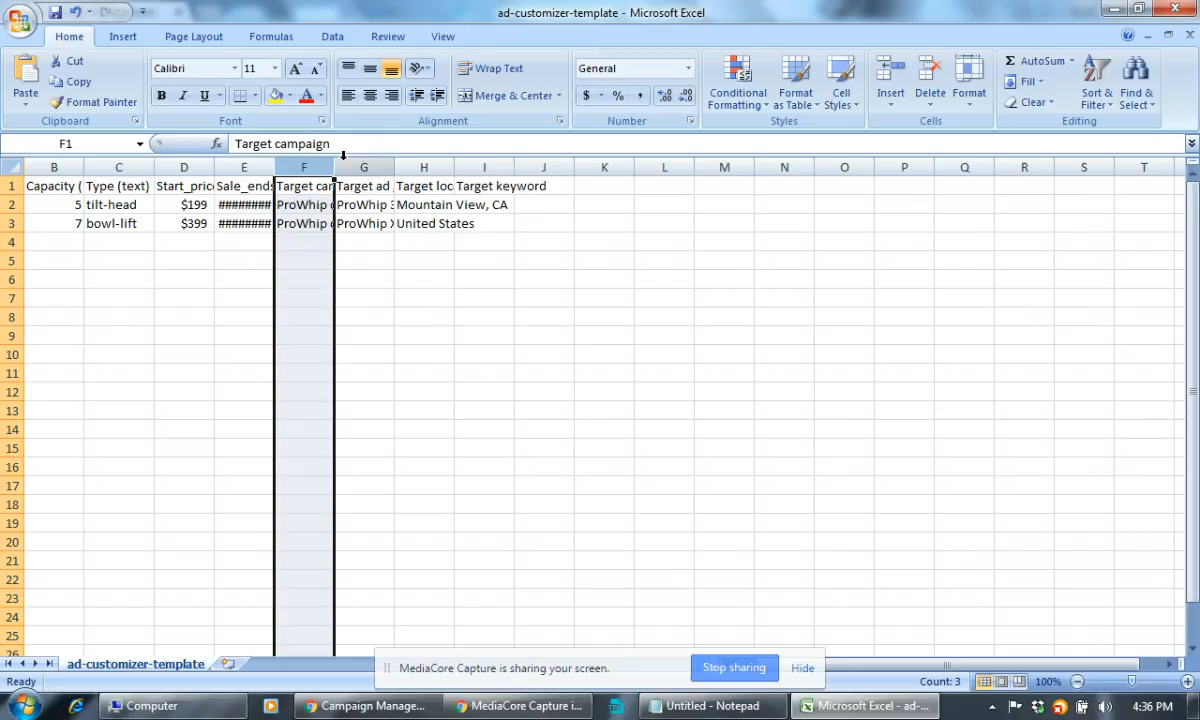 ad-customizer-template - Microsoft Excel
Home Insert Page Layout Formulas Data Review View
Paste Cut Copy Format Painter
Calibri 11
B I U
Wrap Text
Merge & Center
General
$ % ,
Conditional Formatting Format as Table Cell Styles
Insert Delete Format
AutoSum Fill Clear
Sort & Filter Find & Select
Clipboard Font Alignment Number Styles Cells Editing
F1 fx Target campaign
B C D E F G H I J K L M N O P Q R S T
1 Capacity ( Type (text) Start_pric Sale_ends Target car Target ad Target loc Target keyword
2 5 tilt-head $199 ######## ProWhip ProWhip Mountain View, CA
3 7 bowl-lift $399 ######## ProWhip ProWhip United States
4
5
6
7
8
9
10
11
12
13
14
15
16
17
18
19
20
21
22
23
24
25
26
ad-customizer-template
MediaCore Capture is sharing your screen. Stop sharing Hide
Ready Count: 3 100%
Computer Campaign Manage... MediaCore Capture i... Untitled - Notepad Microsoft Excel - ad-... 4:36 PM